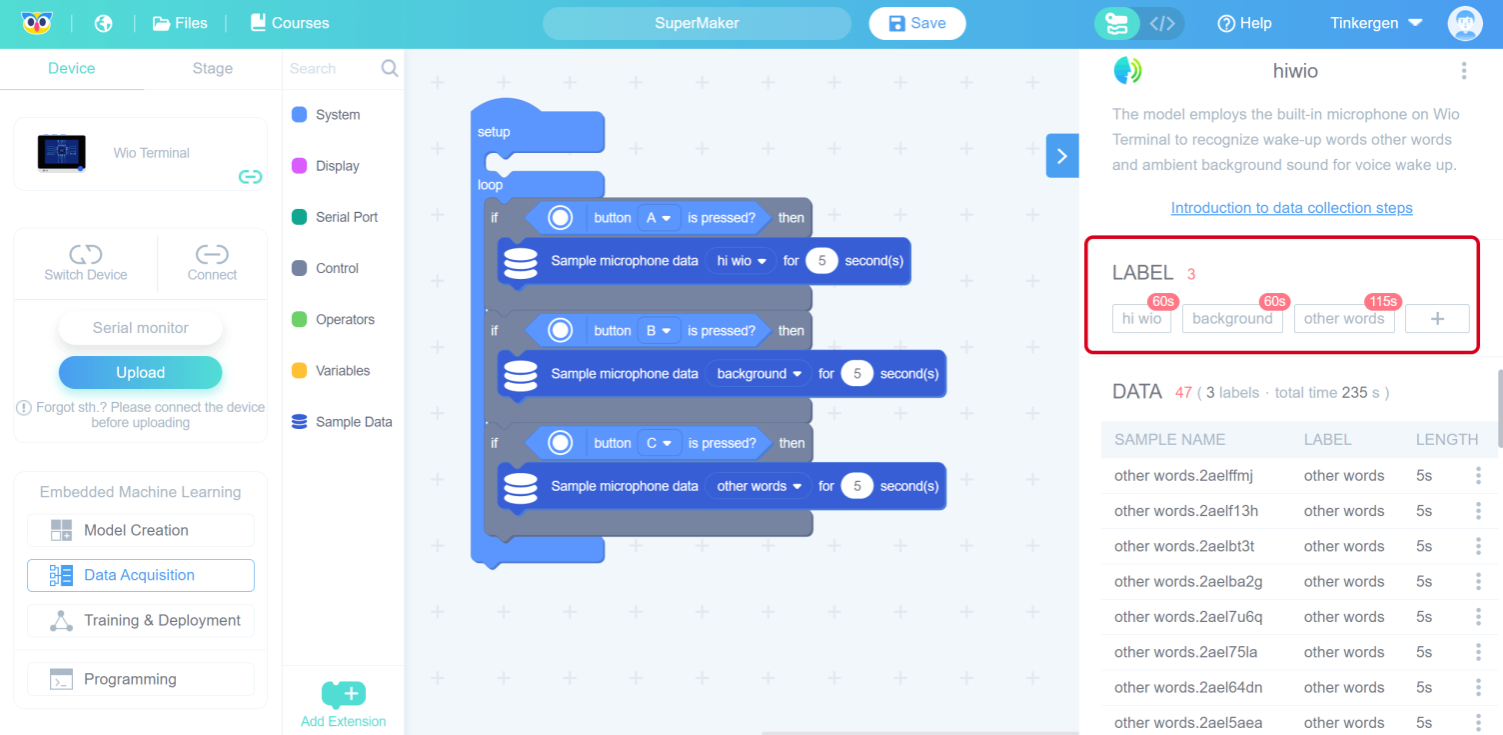 Files
Courses
SuperMaker
Save
Help
Tinkergen
Device
Stage
Wio Terminal
Switch Device
Connect
Serial monitor
Upload
Forgot sth.? Please connect the device
before uploading
Embedded Machine Learning
Model Creation
Data Acquisition
Training & Deployment
Programming
Search
System
Display
Serial Port
Control
Operators
Variables
Sample Data
Add Extension
setup
loop
if button A is pressed? then
Sample microphone data hi wio for 5 second(s)
if button B is pressed? then
Sample microphone data background for 5 second(s)
if button C is pressed? then
Sample microphone data other words for 5 second(s)
hiwio
The model employs the built-in microphone on Wio
Terminal to recognize wake-up words other words
and ambient background sound for voice wake up.
Introduction to data collection steps
LABEL 3
60s 60s 115s
hi wio background other words +
DATA 47 ( 3 labels · total time 235 s )
SAMPLE NAME LABEL LENGTH
other words.2aelffmj other words 5s
other words.2aelf13h other words 5s
other words.2aelbt3t other words 5s
other words.2aelba2g other words 5s
other words.2ael7u6q other words 5s
other words.2ael75la other words 5s
other words.2ael64dn other words 5s
other words.2ael5aea other words 5s